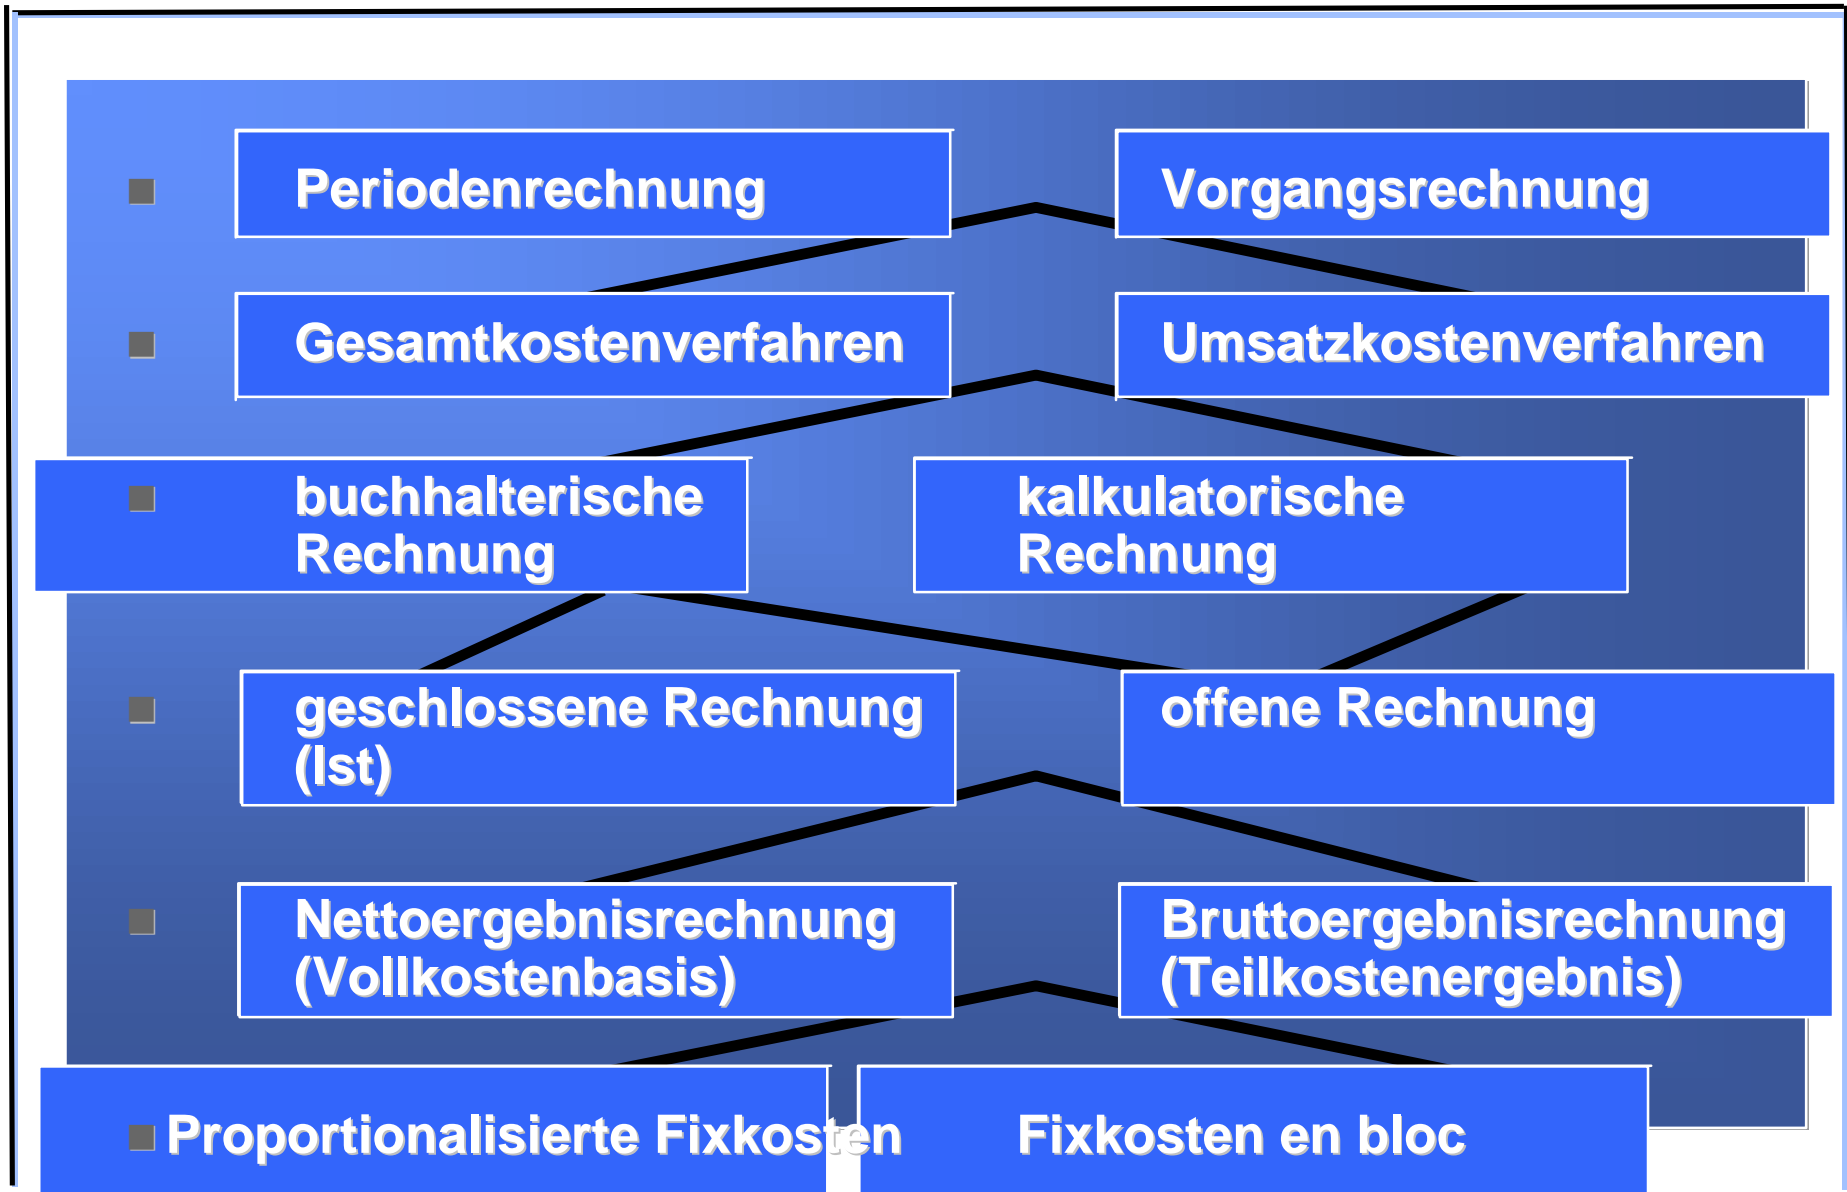 Periodenrechnung
Vorgangsrechnung
Gesamtkostenverfahren
Umsatzkostenverfahren
buchhalterische
Rechnung
kalkulatorische
Rechnung
geschlossene Rechnung
(Ist)
offene Rechnung
Nettoergebnisrechnung
(Vollkostenbasis)
Bruttoergebnisrechnung
(Teilkostenergebnis)
Proportionalisierte Fixkosten
Fixkosten en bloc